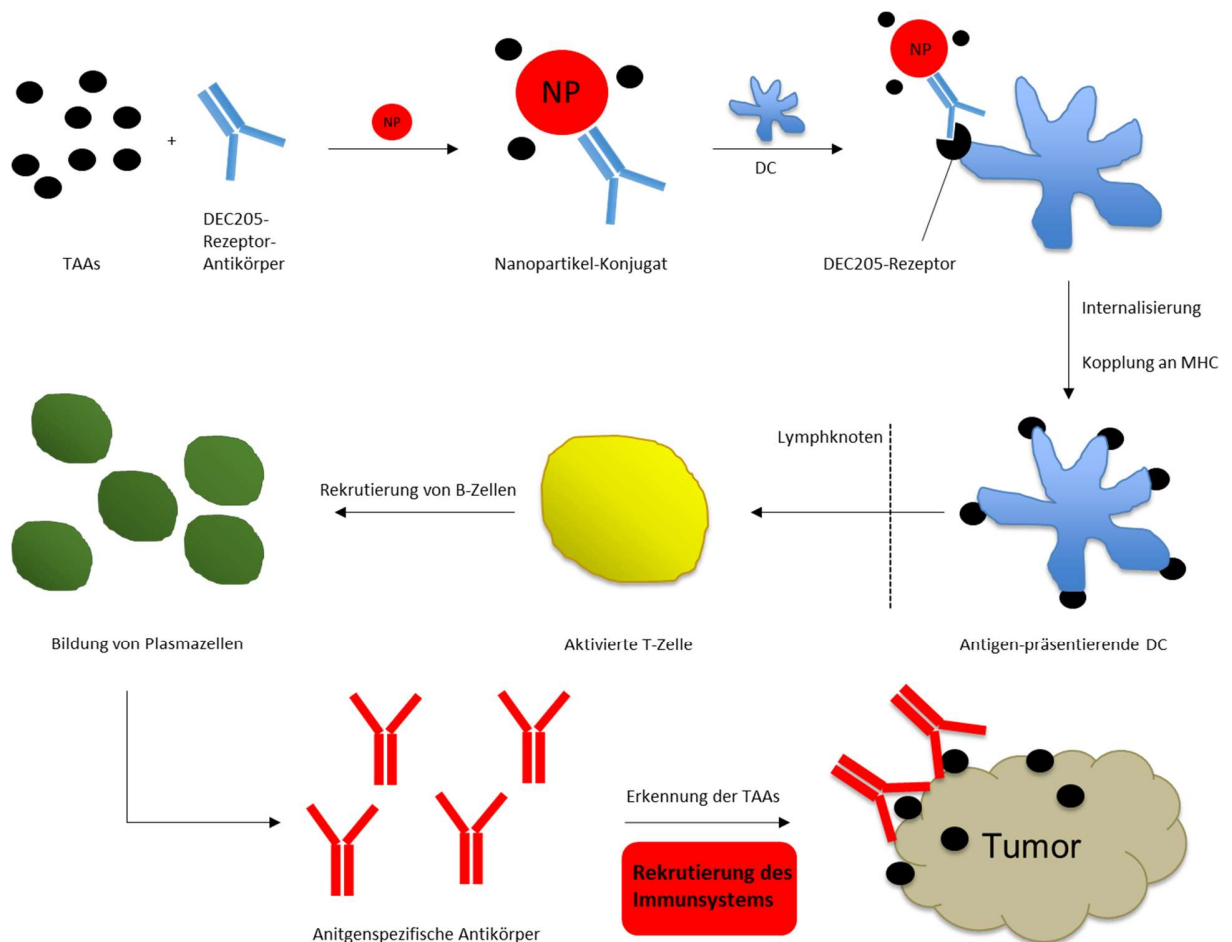 NP
NP
NP
+
DC
TAAs
DEC205-
Rezeptor-
Antikörper
Nanopartikel-Konjugat
DEC205-Rezeptor
Internalisierung
Kopplung an MHC
Lymphknoten
Rekrutierung von B-Zellen
Bildung von Plasmazellen
Aktivierte T-Zelle
Antigen-präsentierende DC
Erkennung der TAAs
Rekrutierung des
Immunsystems
Tumor
Anitgenspezifische Antikörper